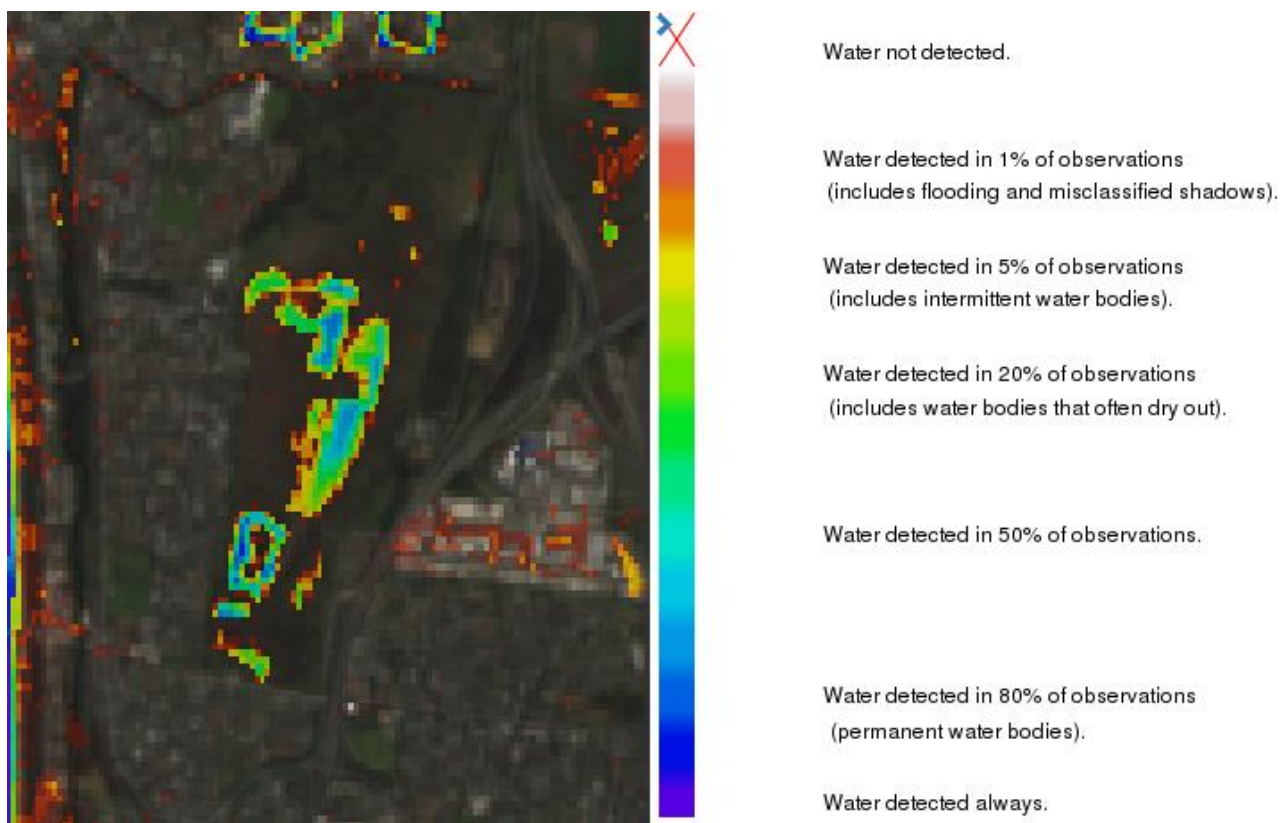 Water not detected.
Water detected in 1% of observations
(includes flooding and misclassified shadows).
Water detected in 5% of observations
(includes intermittent water bodies).
Water detected in 20% of observations
(includes water bodies that often dry out).
Water detected in 50% of observations.
Water detected in 80% of observations
(permanent water bodies).
Water detected always.